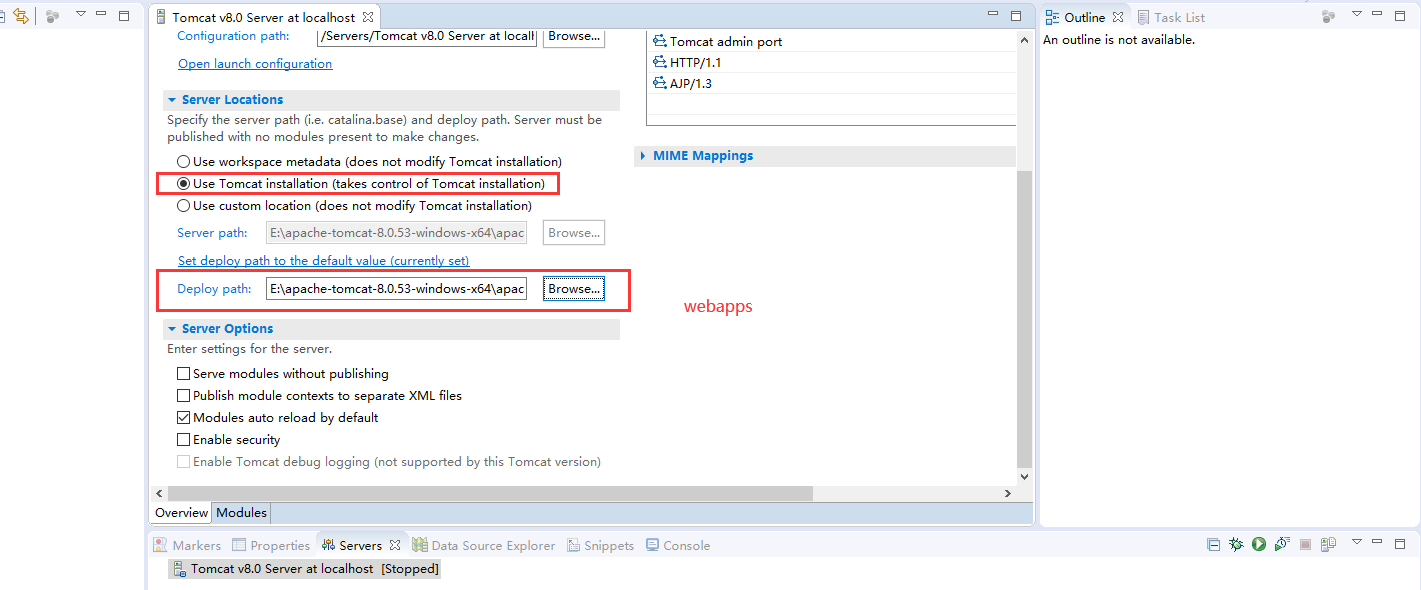 Tomcat v8.0 Server at localhost
Outline
Task List
An outline is not available.
Configuration path:
/Servers/Tomcat v8.0 Server at localh
Browse...
Open launch configuration
Tomcat admin port
HTTP/1.1
AJP/1.3
Server Locations
Specify the server path (i.e. catalina.base) and deploy path. Server must be
published with no modules present to make changes.
MIME Mappings
Use workspace metadata (does not modify Tomcat installation)
Use Tomcat installation (takes control of Tomcat installation)
Use custom location (does not modify Tomcat installation)
Server path:
E:\apache-tomcat-8.0.53-windows-x64\apac
Browse...
Set deploy path to the default value (currently set)
Deploy path:
E:\apache-tomcat-8.0.53-windows-x64\apac
Browse...
webapps
Server Options
Enter settings for the server.
Serve modules without publishing
Publish module contexts to separate XML files
Modules auto reload by default
Enable security
Enable Tomcat debug logging (not supported by this Tomcat version)
Overview
Modules
Markers
Properties
Servers
Data Source Explorer
Snippets
Console
Tomcat v8.0 Server at localhost [Stopped]